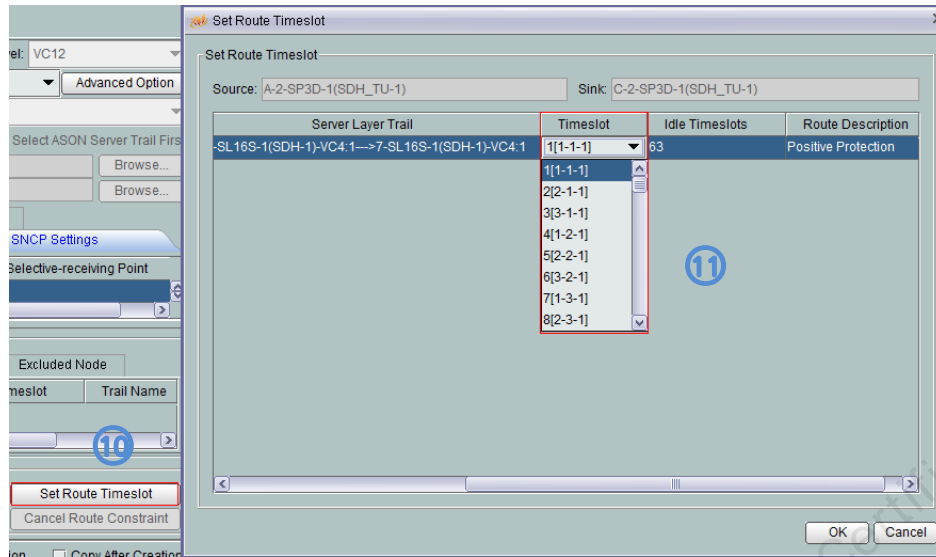 vel: VC12
Advanced Option
Select ASON Server Trail Firs
Browse...
Browse...
SNCP Settings
Selective-receiving Point
Excluded Node
meslot Trail Name
⑩
Set Route Timeslot
Cancel Route Constraint
ion Copy After Creation
Set Route Timeslot
Set Route Timeslot
Source: A-2-SP3D-1(SDH_TU-1) Sink: C-2-SP3D-1(SDH_TU-1)
Server Layer Trail Timeslot Idle Timeslots Route Description
-SL16S-1(SDH-1)-VC4:1--->7-SL16S-1(SDH-1)-VC4:1 1[1-1-1] 63 Positive Protection
1[1-1-1]
2[2-1-1]
3[3-1-1]
4[1-2-1]
5[2-2-1]
6[3-2-1]
7[1-3-1]
8[2-3-1]
⑪
OK Cancel